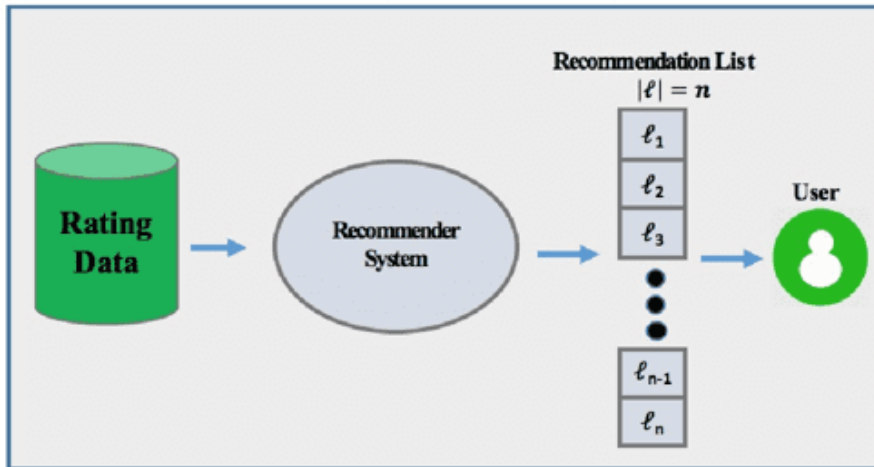 Recommendation List
|ℓ| = n
ℓ₁
ℓ₂
ℓ₃
ℓₙ₋₁
ℓₙ
Rating
Data
Recommender
System
User